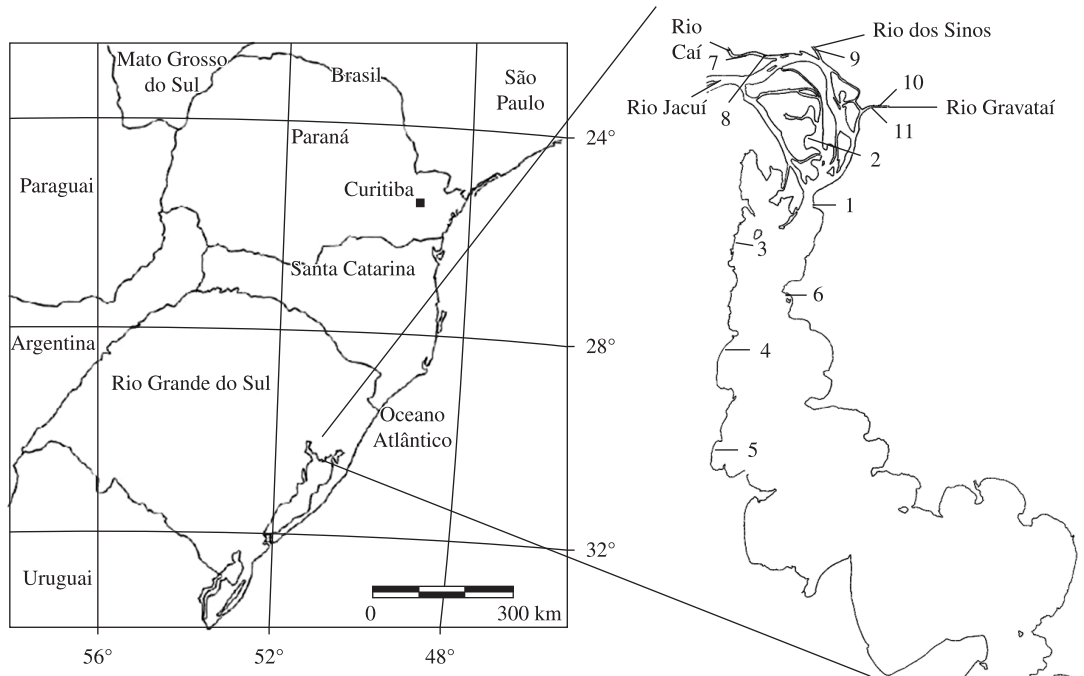 Mato Grosso
do Sul
Brasil
São
Paulo
24°
Paraná
Paraguai
Curitiba
Santa Catarina
28°
Argentina
Rio Grande do Sul
Oceano
Atlântico
32°
Uruguai
0
300 km
56°
52°
48°
Rio
Caí
7
Rio dos Sinos
9
10
Rio Jacuí
8
Rio Gravataí
11
2
1
3
6
4
5